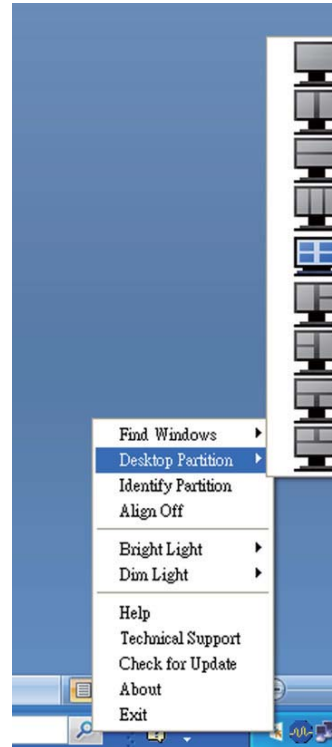 Find Windows
Desktop Partition
Identify Partition
Align Off
Bright Light
Dim Light
Help
Technical Support
Check for Update
About
Exit